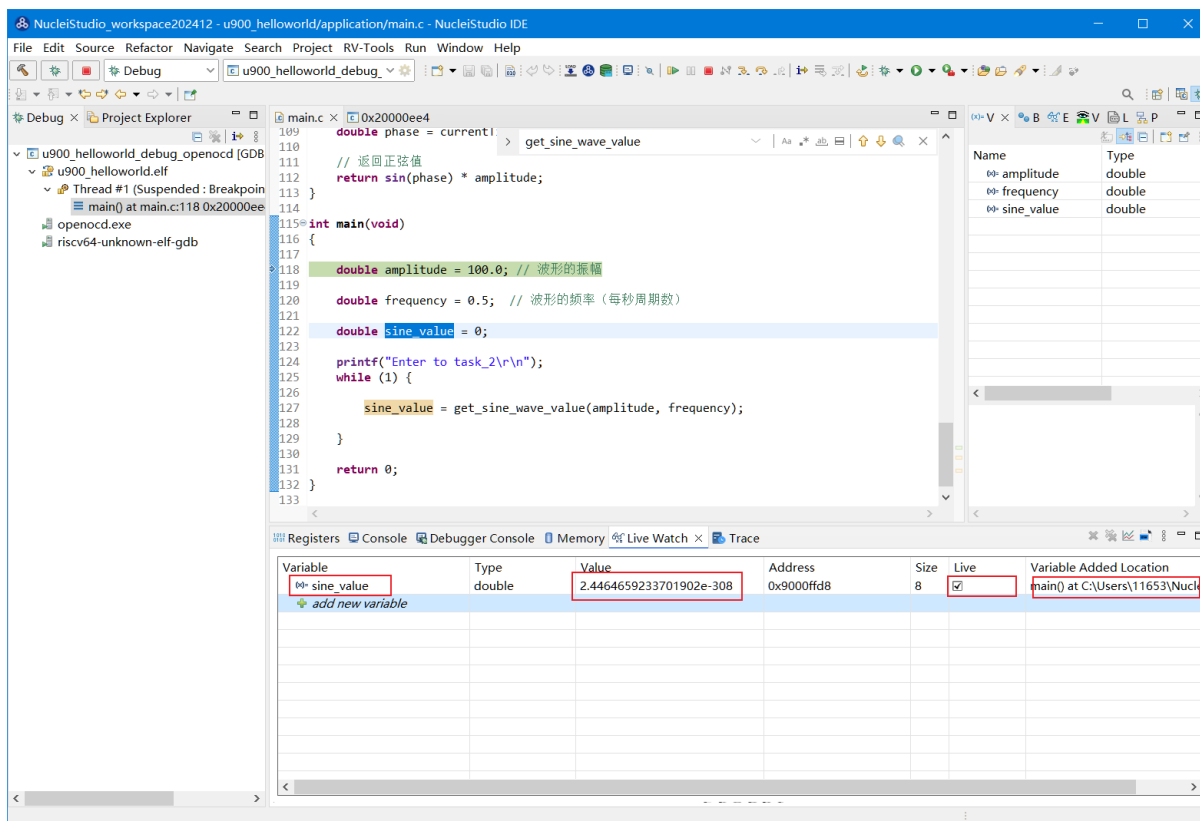 NucleiStudio_workspace202412 - u900_helloworld/application/main.c - NucleiStudio IDE
File Edit Source Refactor Navigate Search Project RV-Tools Run Window Help
Debug u900_helloworld_debug_
Debug Project Explorer
u900_helloworld_debug_openocd [GDB
u900_helloworld.elf
Thread #1 (Suspended : Breakpoin
main() at main.c:118 0x20000ee
openocd.exe
riscv64-unknown-elf-gdb
main.c 0x20000ee4
get_sine_wave_value
109 double phase = currentT
110
111 // 返回正弦值
112 return sin(phase) * amplitude;
113 }
114
115 int main(void)
116 {
117
118 double amplitude = 100.0; // 波形的振幅
119
120 double frequency = 0.5; // 波形的频率（每秒周期数）
121
122 double sine_value = 0;
123
124 printf("Enter to task_2\r\n");
125 while (1) {
126
127 sine_value = get_sine_wave_value(amplitude, frequency);
128
129 }
130
131 return 0;
132 }
133
V B E V L P
Name Type
amplitude double
frequency double
sine_value double
Registers Console Debugger Console Memory Live Watch Trace
Variable Type Value Address Size Live Variable Added Location
sine_value double 2.4464659233701902e-308 0x9000ffd8 8 main() at C:\Users\11653\Nucle
add new variable